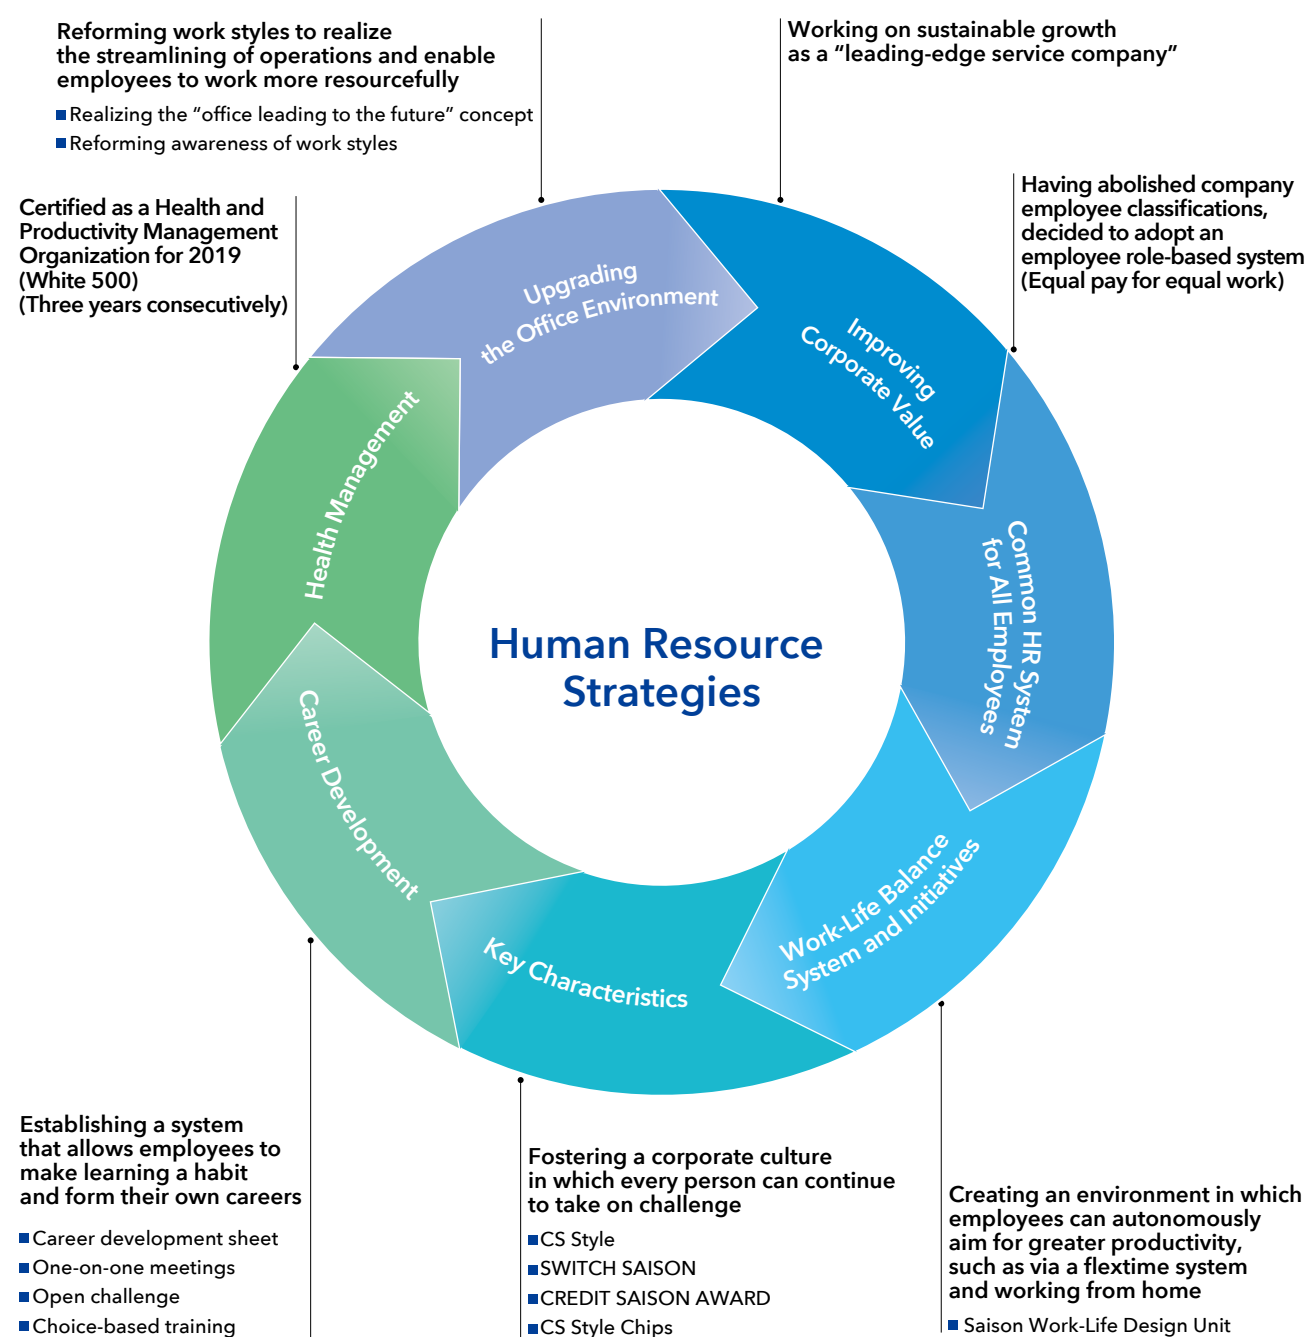 Reforming work styles to realize
the streamlining of operations and enable
employees to work more resourcefully
Realizing the “office leading to the future” concept
Reforming awareness of work styles
Working on sustainable growth
as a “leading-edge service company”
Certified as a Health and
Productivity Management
Organization for 2019
(White 500)
(Three years consecutively)
Having abolished company
employee classifications,
decided to adopt an
employee role-based system
(Equal pay for equal work)
Upgrading
the Office Environment
Improving
Corporate Value
Common HR System
for All Employees
Work-Life Balance
System and Initiatives
Key Characteristics
Career Development
Health Management
Human Resource
Strategies
Establishing a system
that allows employees to
make learning a habit
and form their own careers
Career development sheet
One-on-one meetings
Open challenge
Choice-based training
Fostering a corporate culture
in which every person can continue
to take on challenge
CS Style
SWITCH SAISON
CREDIT SAISON AWARD
CS Style Chips
Creating an environment in which
employees can autonomously
aim for greater productivity,
such as via a flextime system
and working from home
Saison Work-Life Design Unit